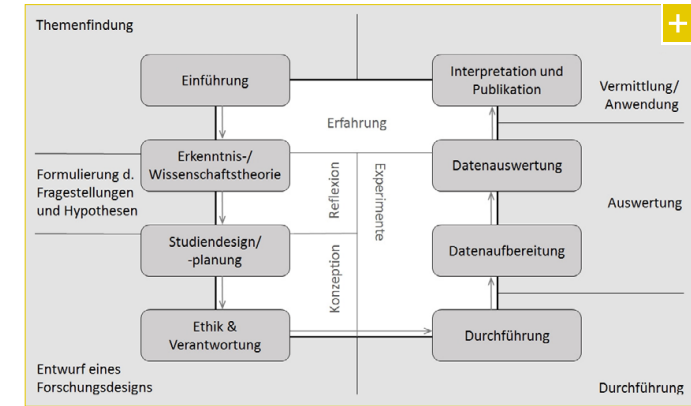 Themenfindung
+
Einführung
Interpretation und
Publikation
Vermittlung/
Anwendung
Erfahrung
Erkenntnis-/
Wissenschaftstheorie
Formulierung d.
Fragestellungen
und Hypothesen
Reflexion
Experimente
Datenauswertung
Auswertung
Studiendesign/
-planung
Konzeption
Datenaufbereitung
Ethik &
Verantwortung
Durchführung
Entwurf eines
Forschungsdesigns
Durchführung